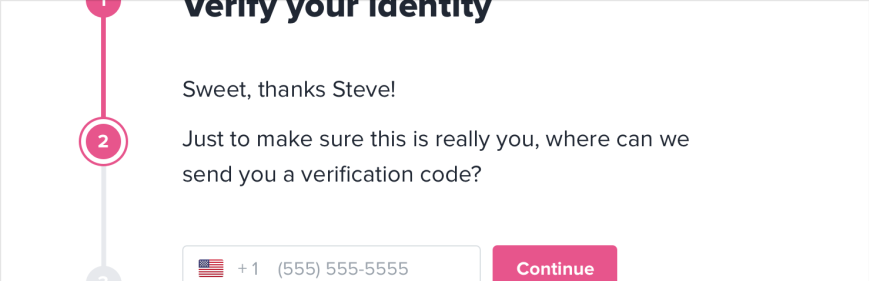 1
Verify your identity
Sweet, thanks Steve!
2
Just to make sure this is really you, where can we
send you a verification code?
+1 (555) 555-5555
Continue
3